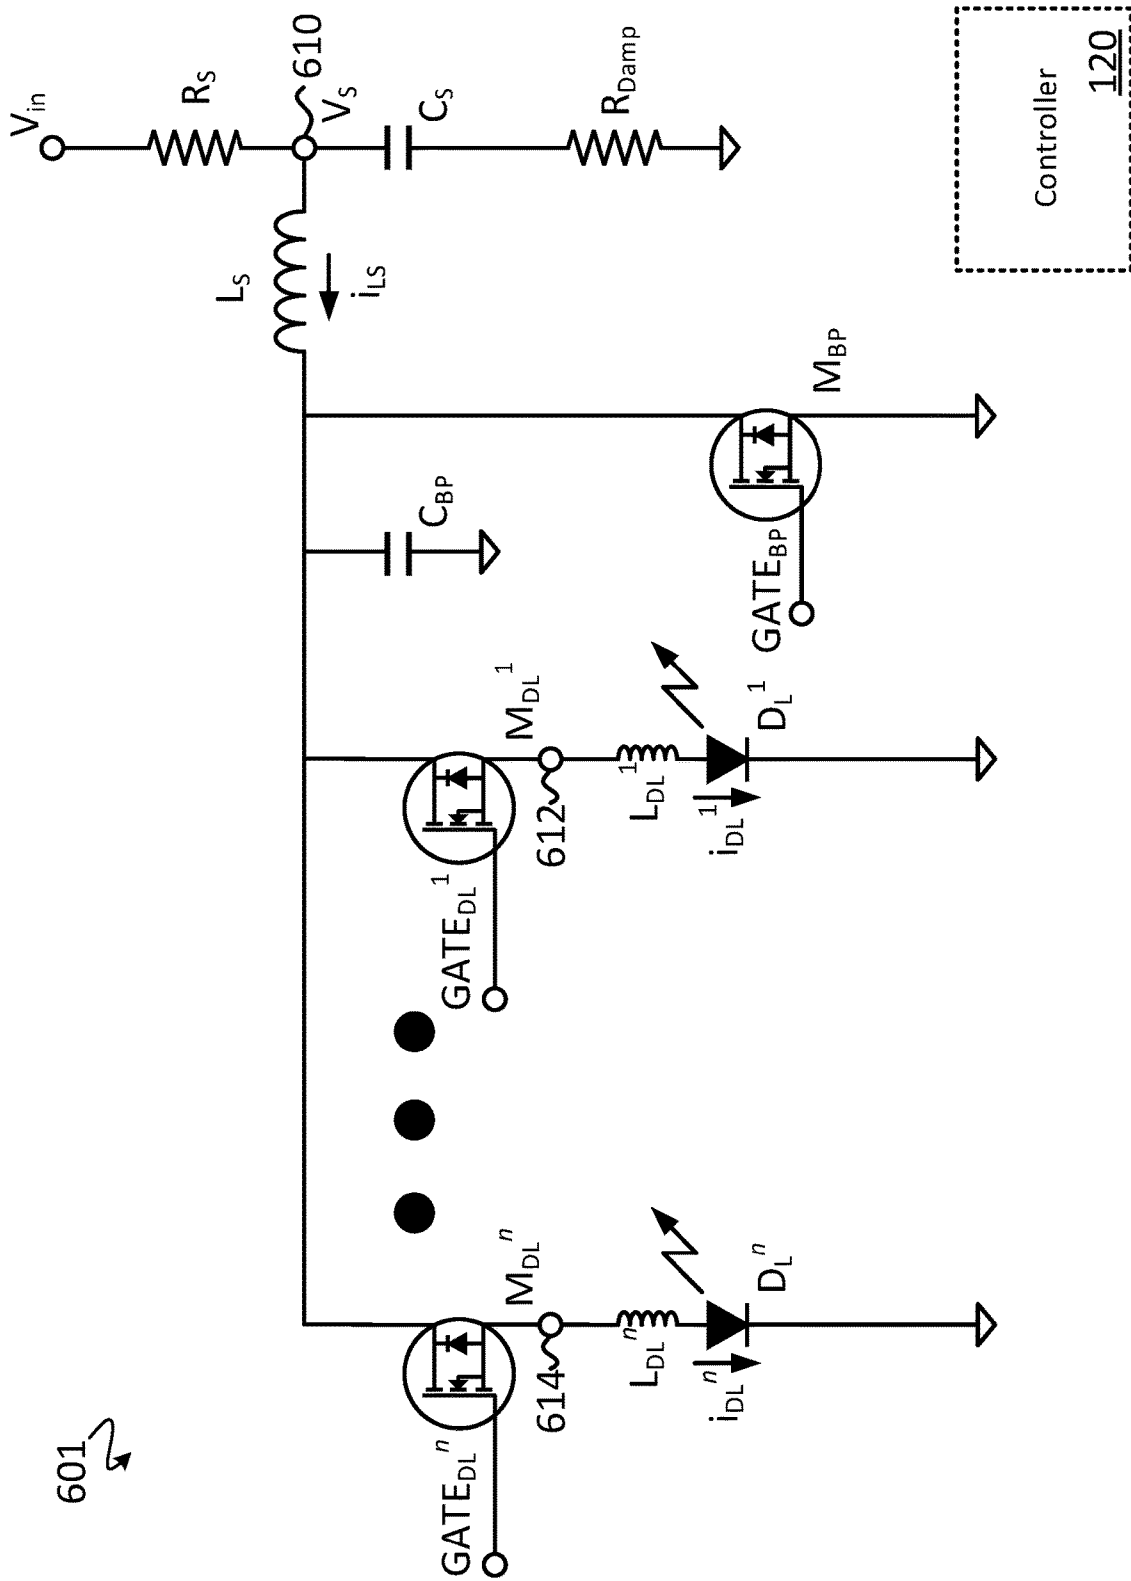 601
V_in
R_S
610
V_S
C_S
R_Damp
L_S
i_LS
C_BP
GATE_BP
M_BP
GATE_DL^1
M_DL^1
612
L_DL^1
i_DL^1
D_L^1
GATE_DL^n
M_DL^n
614
L_DL^n
i_DL^n
D_L^n
Controller
120